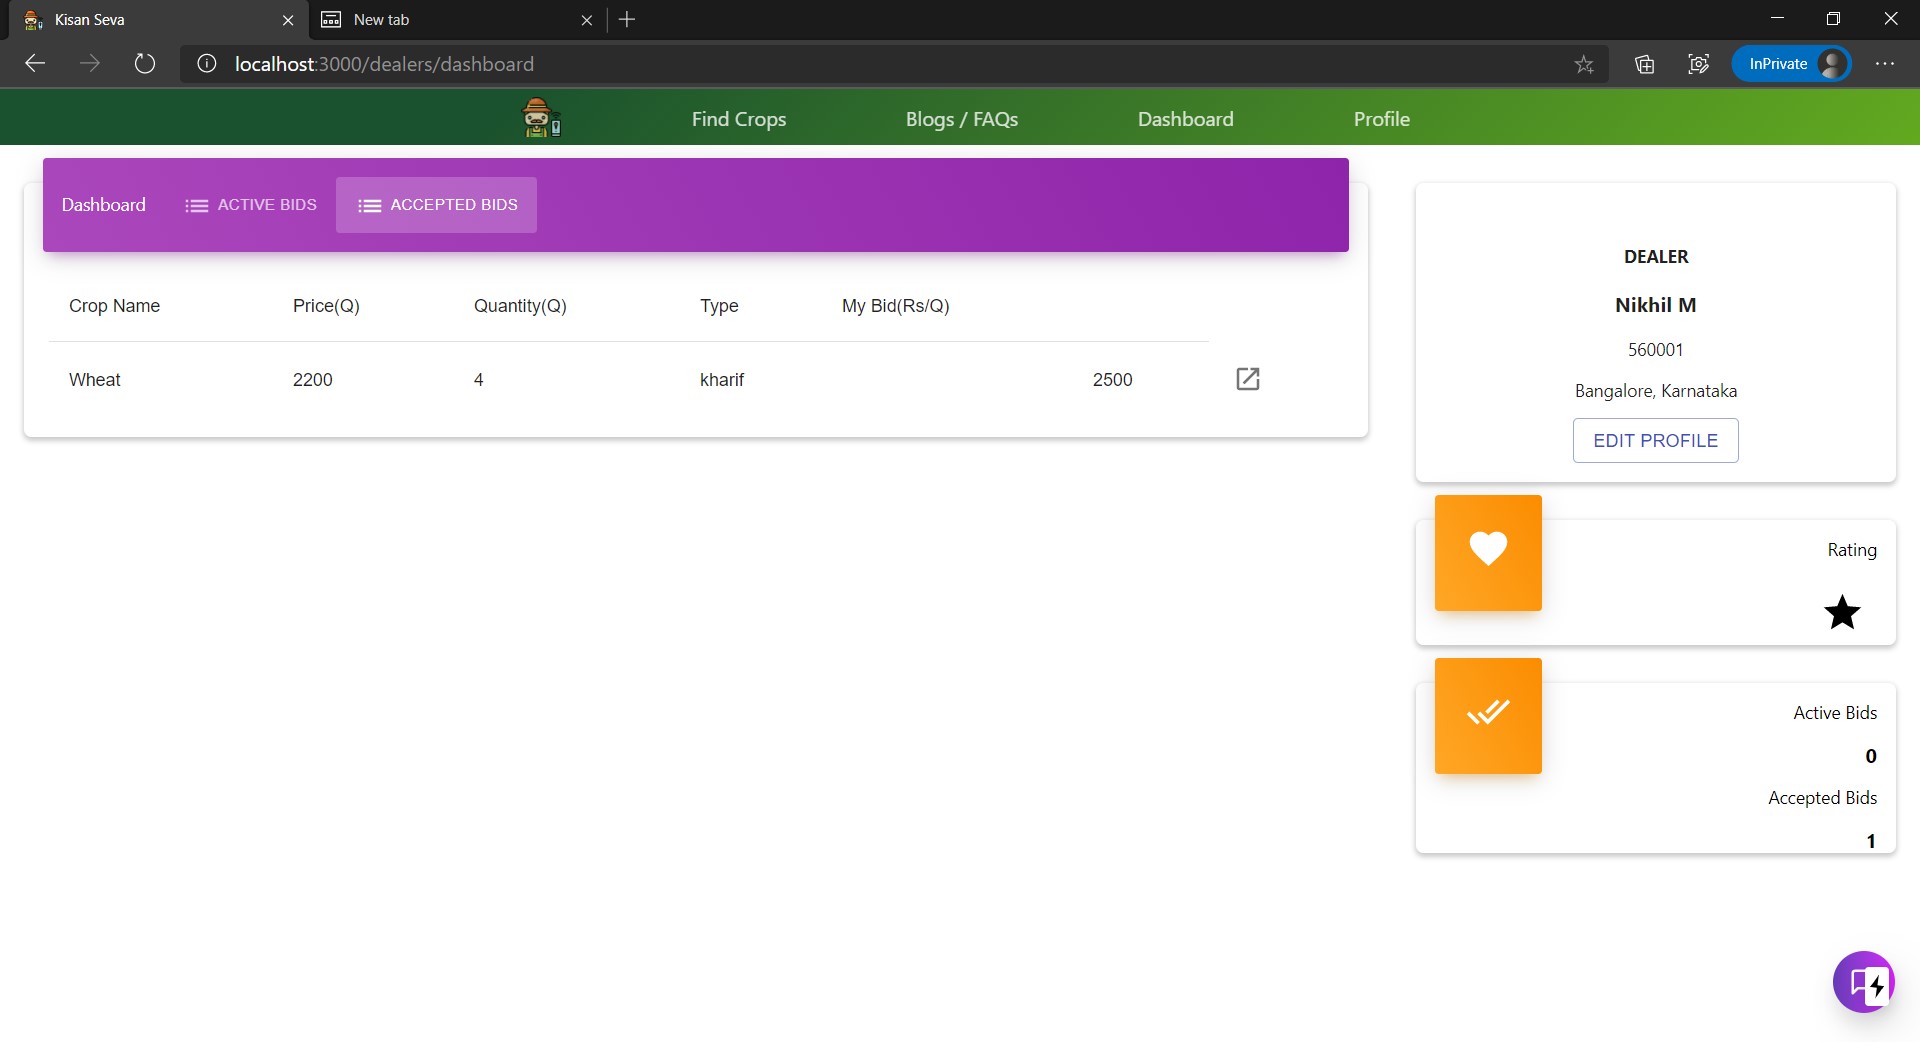 Kisan Seva
New tab
localhost:3000/dealers/dashboard
InPrivate
Find Crops
Blogs / FAQs
Dashboard
Profile
Dashboard
ACTIVE BIDS
ACCEPTED BIDS
Crop Name Price(Q) Quantity(Q) Type My Bid(Rs/Q)
Wheat 2200 4 kharif 2500
DEALER
Nikhil M
560001
Bangalore, Karnataka
EDIT PROFILE
Rating
Active Bids
0
Accepted Bids
1